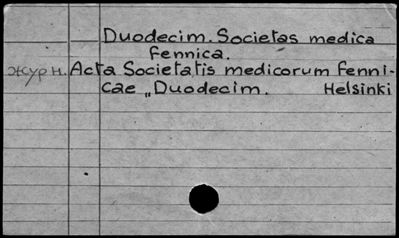 Duodecim. Societas medica
fennica.
журн. Acta Societatis medicorum fenni-
cae „Duodecim. Helsinki